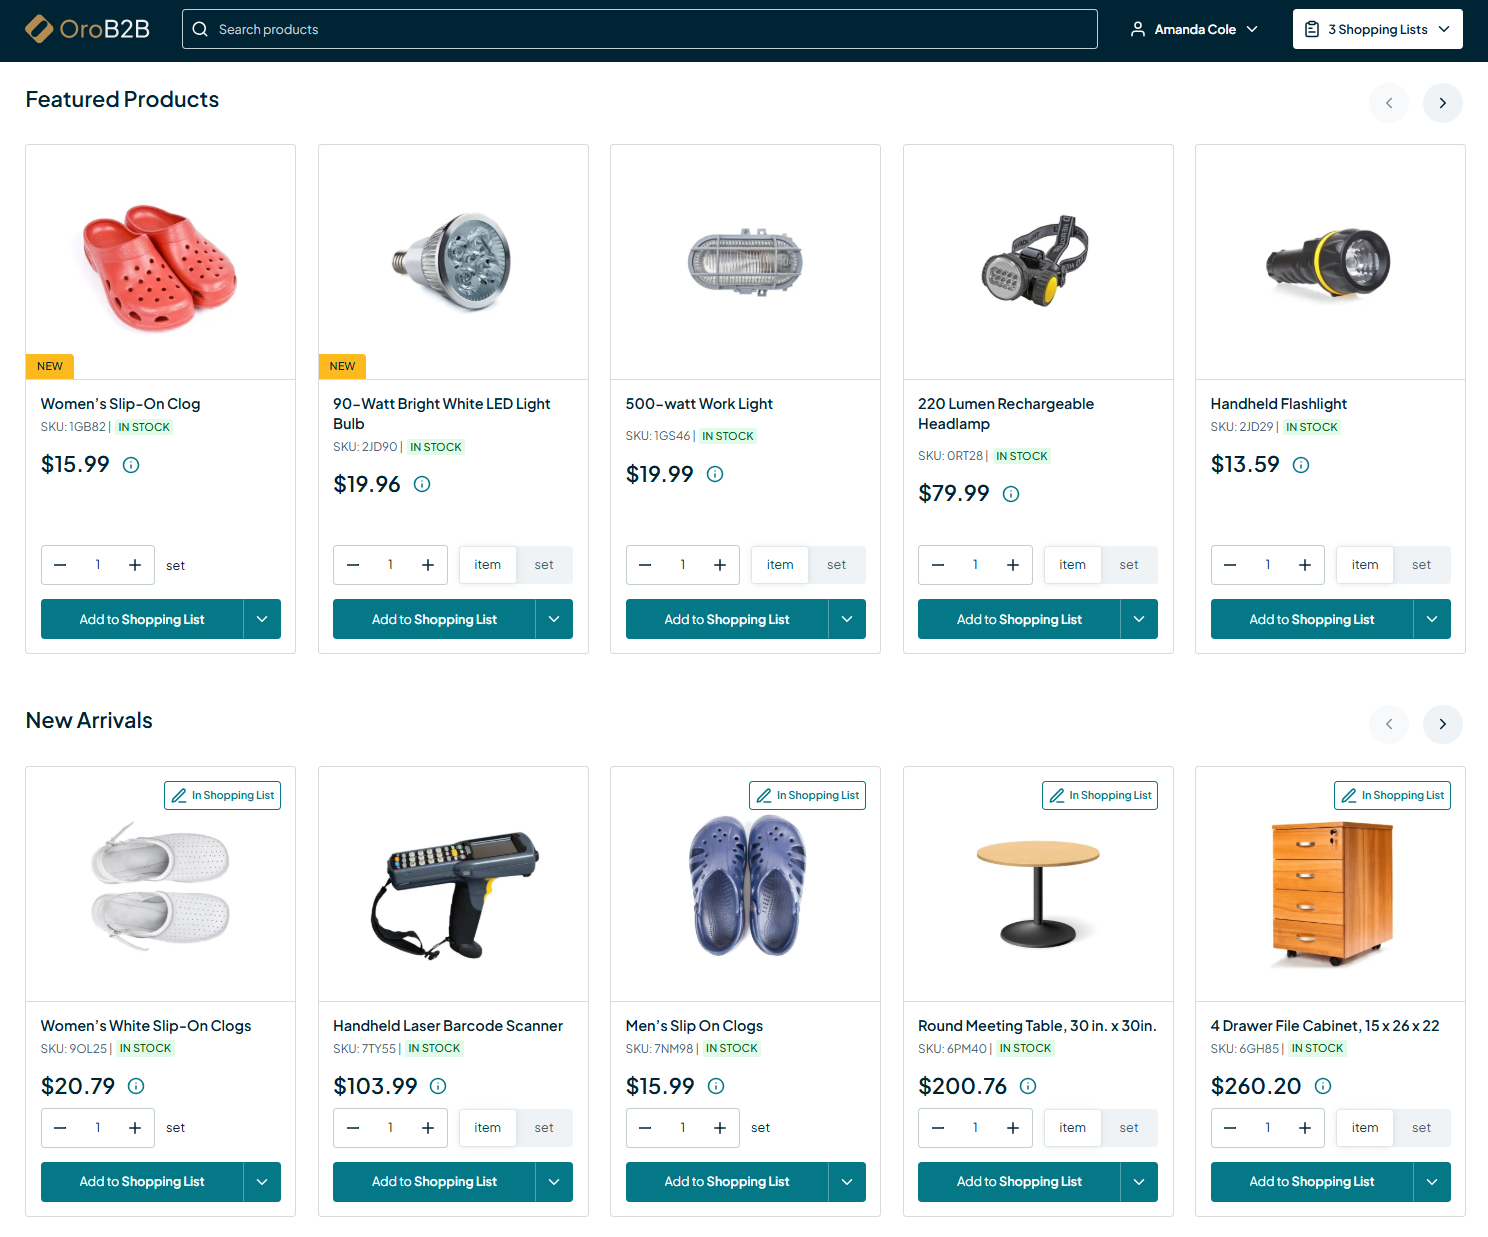 OroB2B
Search products
Amanda Cole
3 Shopping Lists
Featured Products
NEW
Women's Slip-On Clog
SKU: 1GB82 | IN STOCK
$15.99
1 set
Add to Shopping List
NEW
90-Watt Bright White LED Light
Bulb
SKU: 2JD90 | IN STOCK
$19.96
1 item set
Add to Shopping List
500-watt Work Light
SKU: 1GS46 | IN STOCK
$19.99
1 item set
Add to Shopping List
220 Lumen Rechargeable
Headlamp
SKU: 0RT28 | IN STOCK
$79.99
1 item set
Add to Shopping List
Handheld Flashlight
SKU: 2JD29 | IN STOCK
$13.59
1 item set
Add to Shopping List
New Arrivals
In Shopping List
Women's White Slip-On Clogs
SKU: 9OL25 | IN STOCK
$20.79
1 set
Add to Shopping List
Handheld Laser Barcode Scanner
SKU: 7TY55 | IN STOCK
$103.99
1 item set
Add to Shopping List
In Shopping List
Men's Slip On Clogs
SKU: 7NM98 | IN STOCK
$15.99
1 set
Add to Shopping List
In Shopping List
Round Meeting Table, 30 in. x 30in.
SKU: 6PM40 | IN STOCK
$200.76
1 item set
Add to Shopping List
In Shopping List
4 Drawer File Cabinet, 15 x 26 x 22
SKU: 6GH85 | IN STOCK
$260.20
1 item set
Add to Shopping List